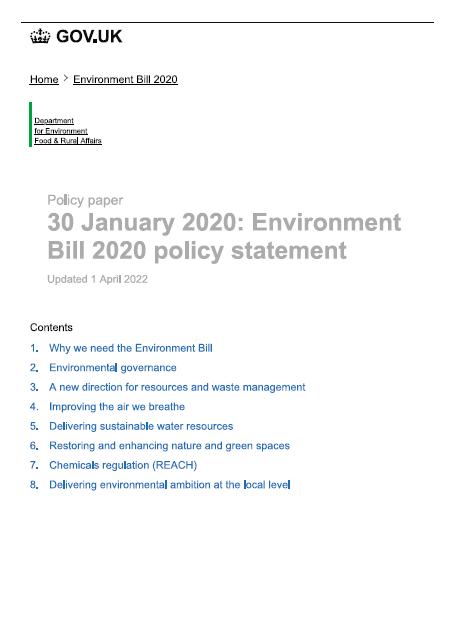 GOV.UK
Home > Environment Bill 2020
Department
for Environment
Food & Rural Affairs
Policy paper
30 January 2020: Environment
Bill 2020 policy statement
Updated 1 April 2022
Contents
1. Why we need the Environment Bill
2. Environmental governance
3. A new direction for resources and waste management
4. Improving the air we breathe
5. Delivering sustainable water resources
6. Restoring and enhancing nature and green spaces
7. Chemicals regulation (REACH)
8. Delivering environmental ambition at the local level